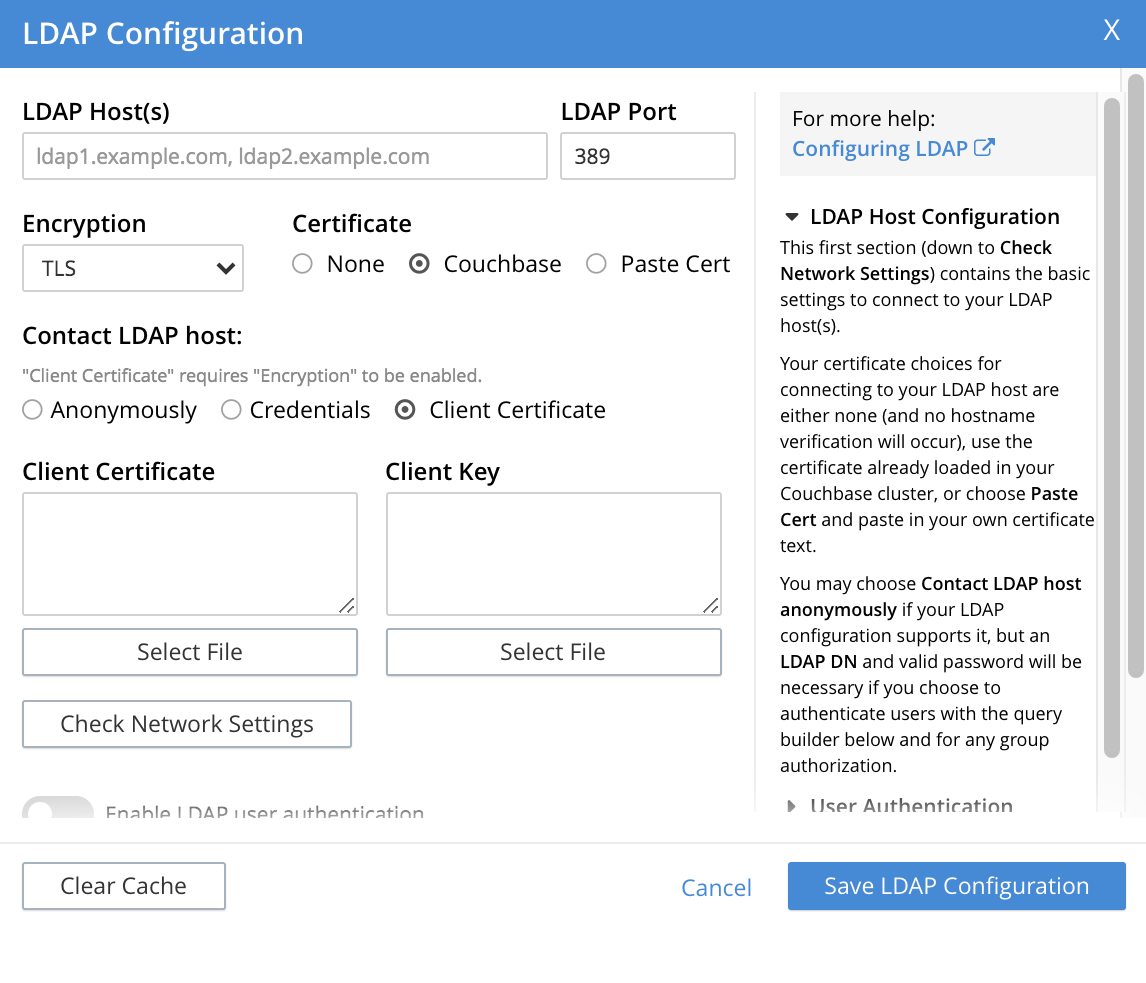 LDAP Configuration
X
LDAP Host(s)
LDAP Port
ldap1.example.com, ldap2.example.com
389
Encryption
Certificate
TLS
None
Couchbase
Paste Cert
Contact LDAP host:
"Client Certificate" requires "Encryption" to be enabled.
Anonymously
Credentials
Client Certificate
Client Certificate
Client Key
Select File
Select File
Check Network Settings
Enable LDAP user authentication
For more help:
Configuring LDAP
LDAP Host Configuration
This first section (down to Check
Network Settings) contains the basic
settings to connect to your LDAP
host(s).
Your certificate choices for
connecting to your LDAP host are
either none (and no hostname
verification will occur), use the
certificate already loaded in your
Couchbase cluster, or choose Paste
Cert and paste in your own certificate
text.
You may choose Contact LDAP host
anonymously if your LDAP
configuration supports it, but an
LDAP DN and valid password will be
necessary if you choose to
authenticate users with the query
builder below and for any group
authorization.
User Authentication
Clear Cache
Cancel
Save LDAP Configuration